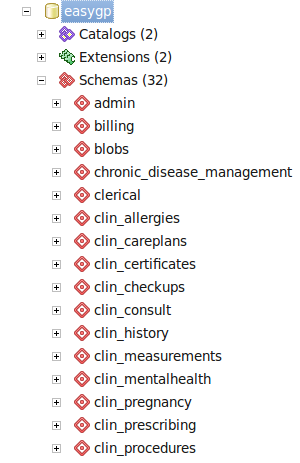 easygp
Catalogs (2)
Extensions (2)
Schemas (32)
admin
billing
blobs
chronic_disease_management
clerical
clin_allergies
clin_careplans
clin_certificates
clin_checkups
clin_consult
clin_history
clin_measurements
clin_mentalhealth
clin_pregnancy
clin_prescribing
clin_procedures